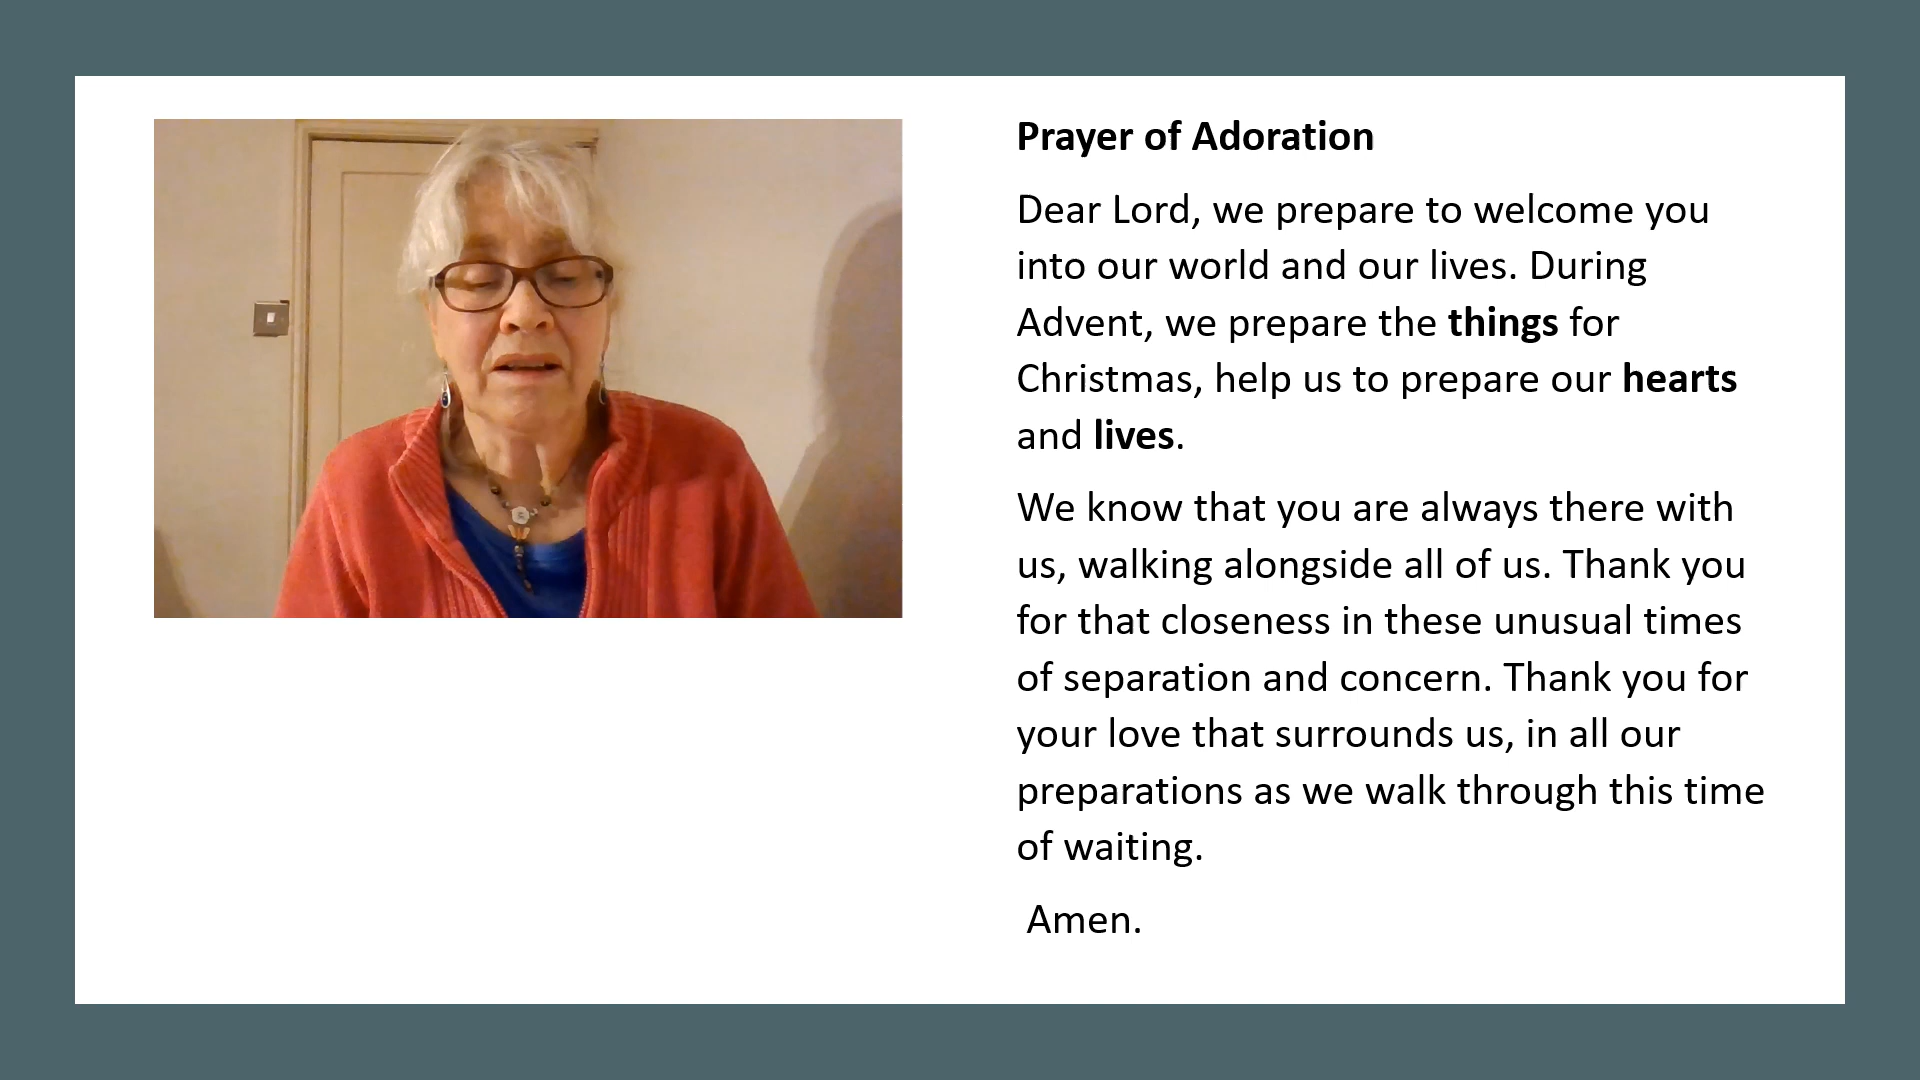 Prayer of Adoration
Dear Lord, we prepare to welcome you
into our world and our lives. During
Advent, we prepare the things for
Christmas, help us to prepare our hearts
and lives.
We know that you are always there with
us, walking alongside all of us. Thank you
for that closeness in these unusual times
of separation and concern. Thank you for
your love that surrounds us, in all our
preparations as we walk through this time
of waiting.
Amen.